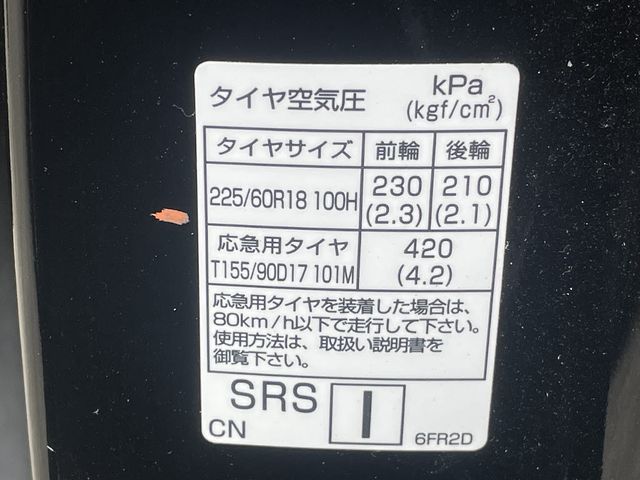 タイヤ空気圧 kPa
(kgf/cm²)
タイヤサイズ 前輪 後輪
225/60R18 100H 230 210
(2.3) (2.1)
応急用タイヤ 420
T155/90D17 101M (4.2)
応急用タイヤを装着した場合は、
80km/h以下で走行して下さい。
使用方法は、取扱い説明書を
御覧下さい。
SRS I
CN 6FR2D